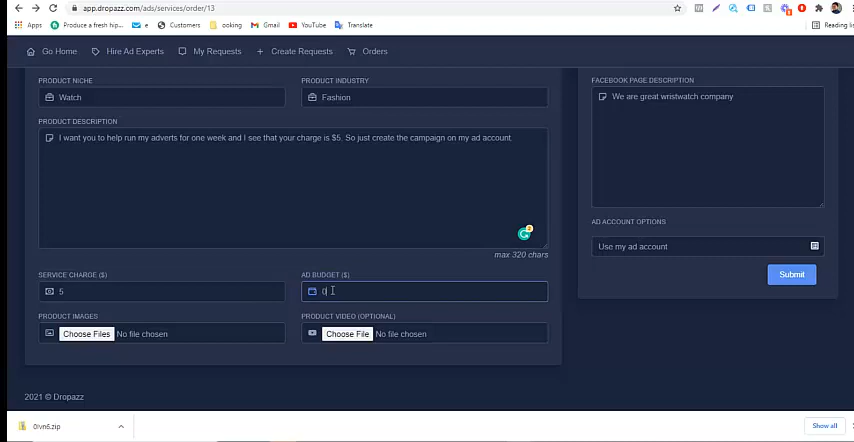 app.dropazz.com/ads/services/order/13
Apps
Produce a fresh hip...
e
Customers
ooking
Gmail
YouTube
Translate
Reading list
Go Home
Hire Ad Experts
My Requests
Create Requests
Orders
PRODUCT NICHE
PRODUCT INDUSTRY
FACEBOOK PAGE DESCRIPTION
Watch
Fashion
We are great wristwatch company
PRODUCT DESCRIPTION
I want you to help run my adverts for one week and I see that your charge is $5. So just create the campaign on my ad account
AD ACCOUNT OPTIONS
Use my ad account
max 320 chars
Submit
SERVICE CHARGE ($)
AD BUDGET ($)
5
0
PRODUCT IMAGES
PRODUCT VIDEO (OPTIONAL)
Choose Files No file chosen
Choose File No file chosen
2021 © Dropazz
Show all